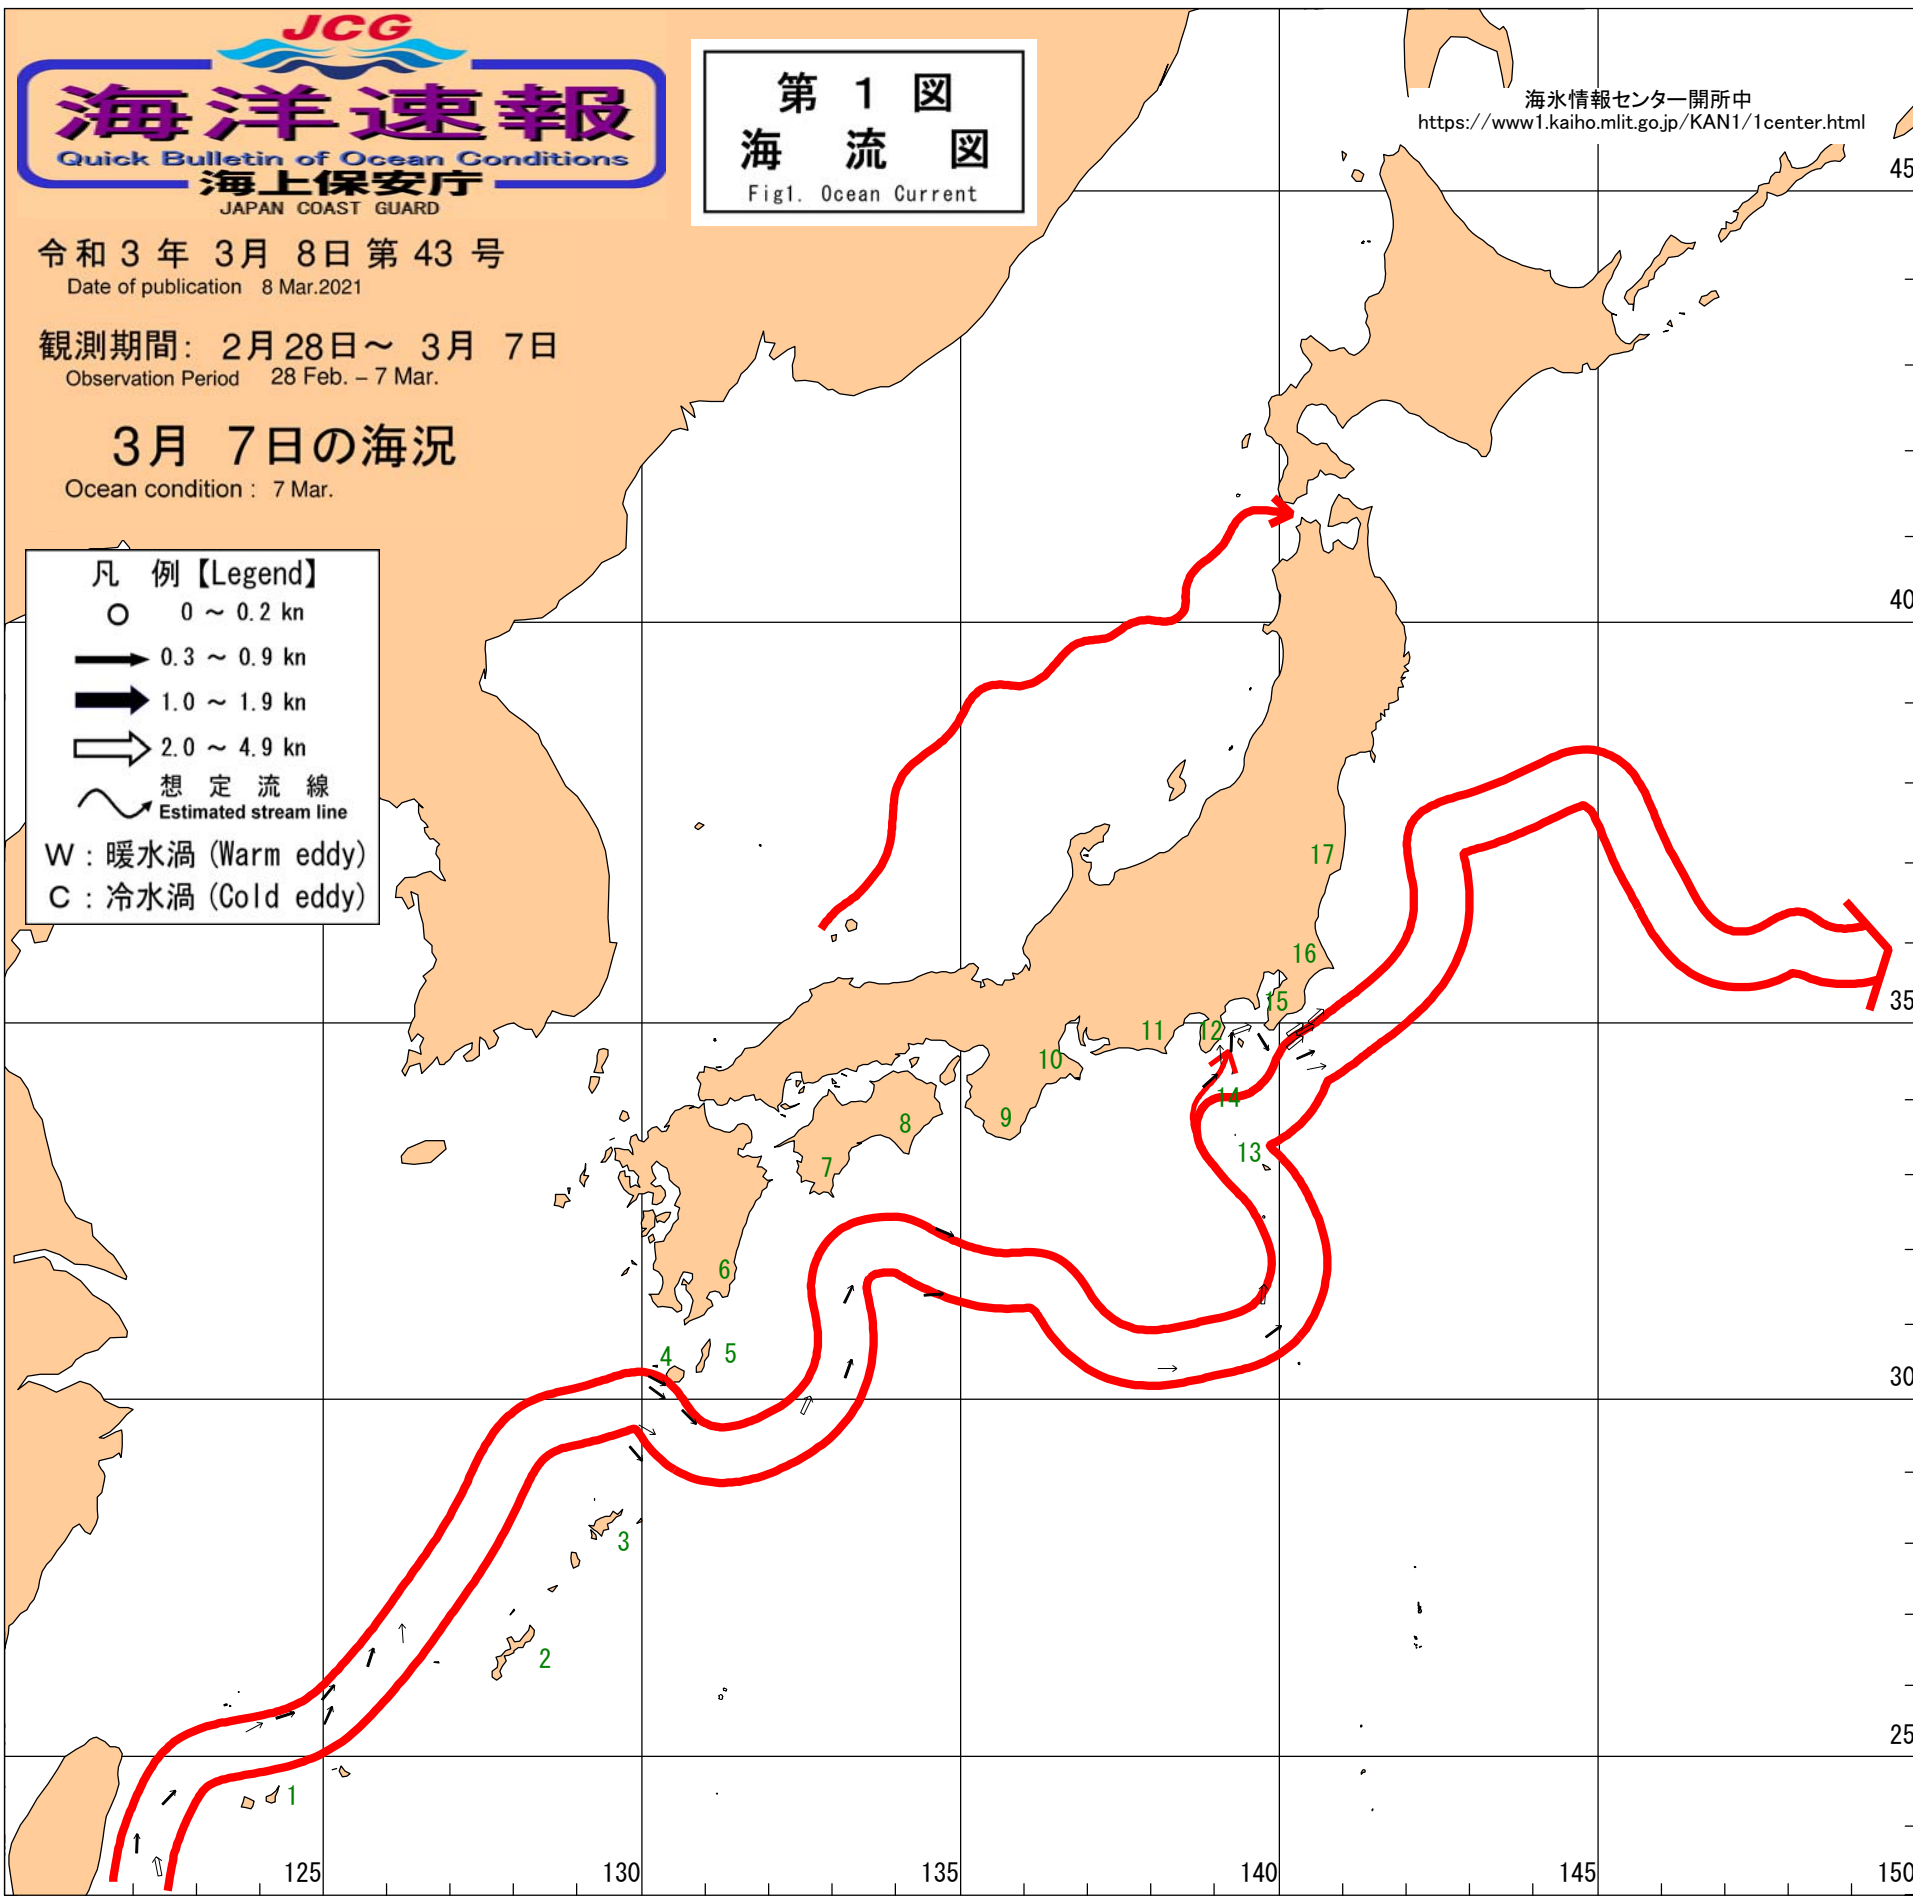 JCG
海洋速報
Quick Bulletin of Ocean Conditions
海上保安庁
JAPAN COAST GUARD
第 1 図
海 流 図
Fig1. Ocean Current
海氷情報センター開所中
https://www1.kaiho.mlit.go.jp/KAN1/1center.html
令和 3 年 3月 8日 第 43 号
Date of publication 8 Mar.2021
観測期間: 2月28日～ 3月 7日
Observation Period 28 Feb. – 7 Mar.
3月 7日の海況
Ocean condition : 7 Mar.
凡 例【Legend】
0 ～ 0.2 kn
0.3 ～ 0.9 kn
1.0 ～ 1.9 kn
2.0 ～ 4.9 kn
想 定 流 線
Estimated stream line
W : 暖水渦 (Warm eddy)
C : 冷水渦 (Cold eddy)
45
40
35
30
25
17
16
15
12
11
10
14
9
8
13
7
6
5
4
3
2
1
125
130
135
140
145
150